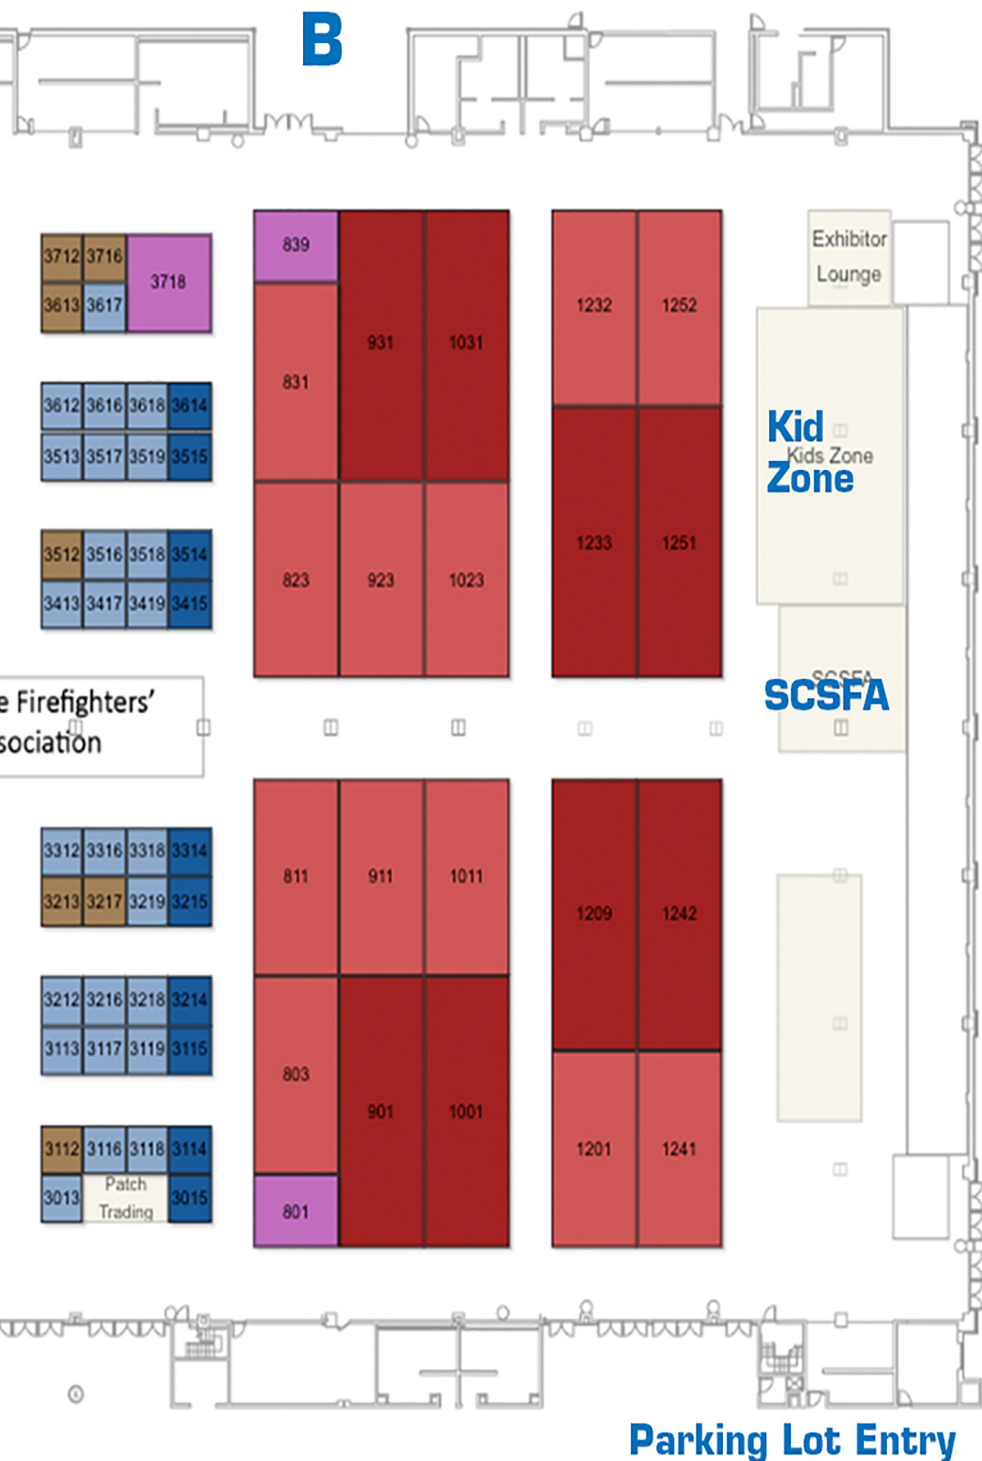 B
3712 3716 3718
3613 3617
839
931
1031
831
1232
1252
Exhibitor
Lounge
3612 3616 3618 3614
3513 3517 3519 3515
Kid
Kids Zone
Zone
3512 3516 3518 3514
3413 3417 3419 3415
823
923
1023
1233
1251
SCSFA
SCSFA
e Firefighters’
sociation
3312 3316 3318 3314
3213 3217 3219 3215
811
911
1011
1209
1242
3212 3216 3218 3214
3113 3117 3119 3115
803
901
1001
1201
1241
3112 3116 3118 3114
3013 Patch 3015
Trading
801
Parking Lot Entry